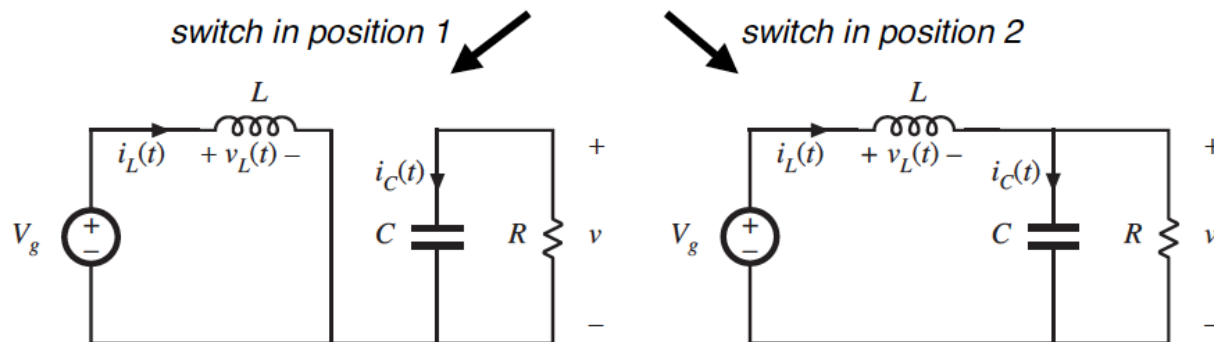 switch in position 1
switch in position 2
L
i_L(t)
+ v_L(t) −
i_C(t)
+
V_g
+
−
C
R
v
−
L
i_L(t)
+ v_L(t) −
i_C(t)
+
V_g
+
−
C
R
v
−